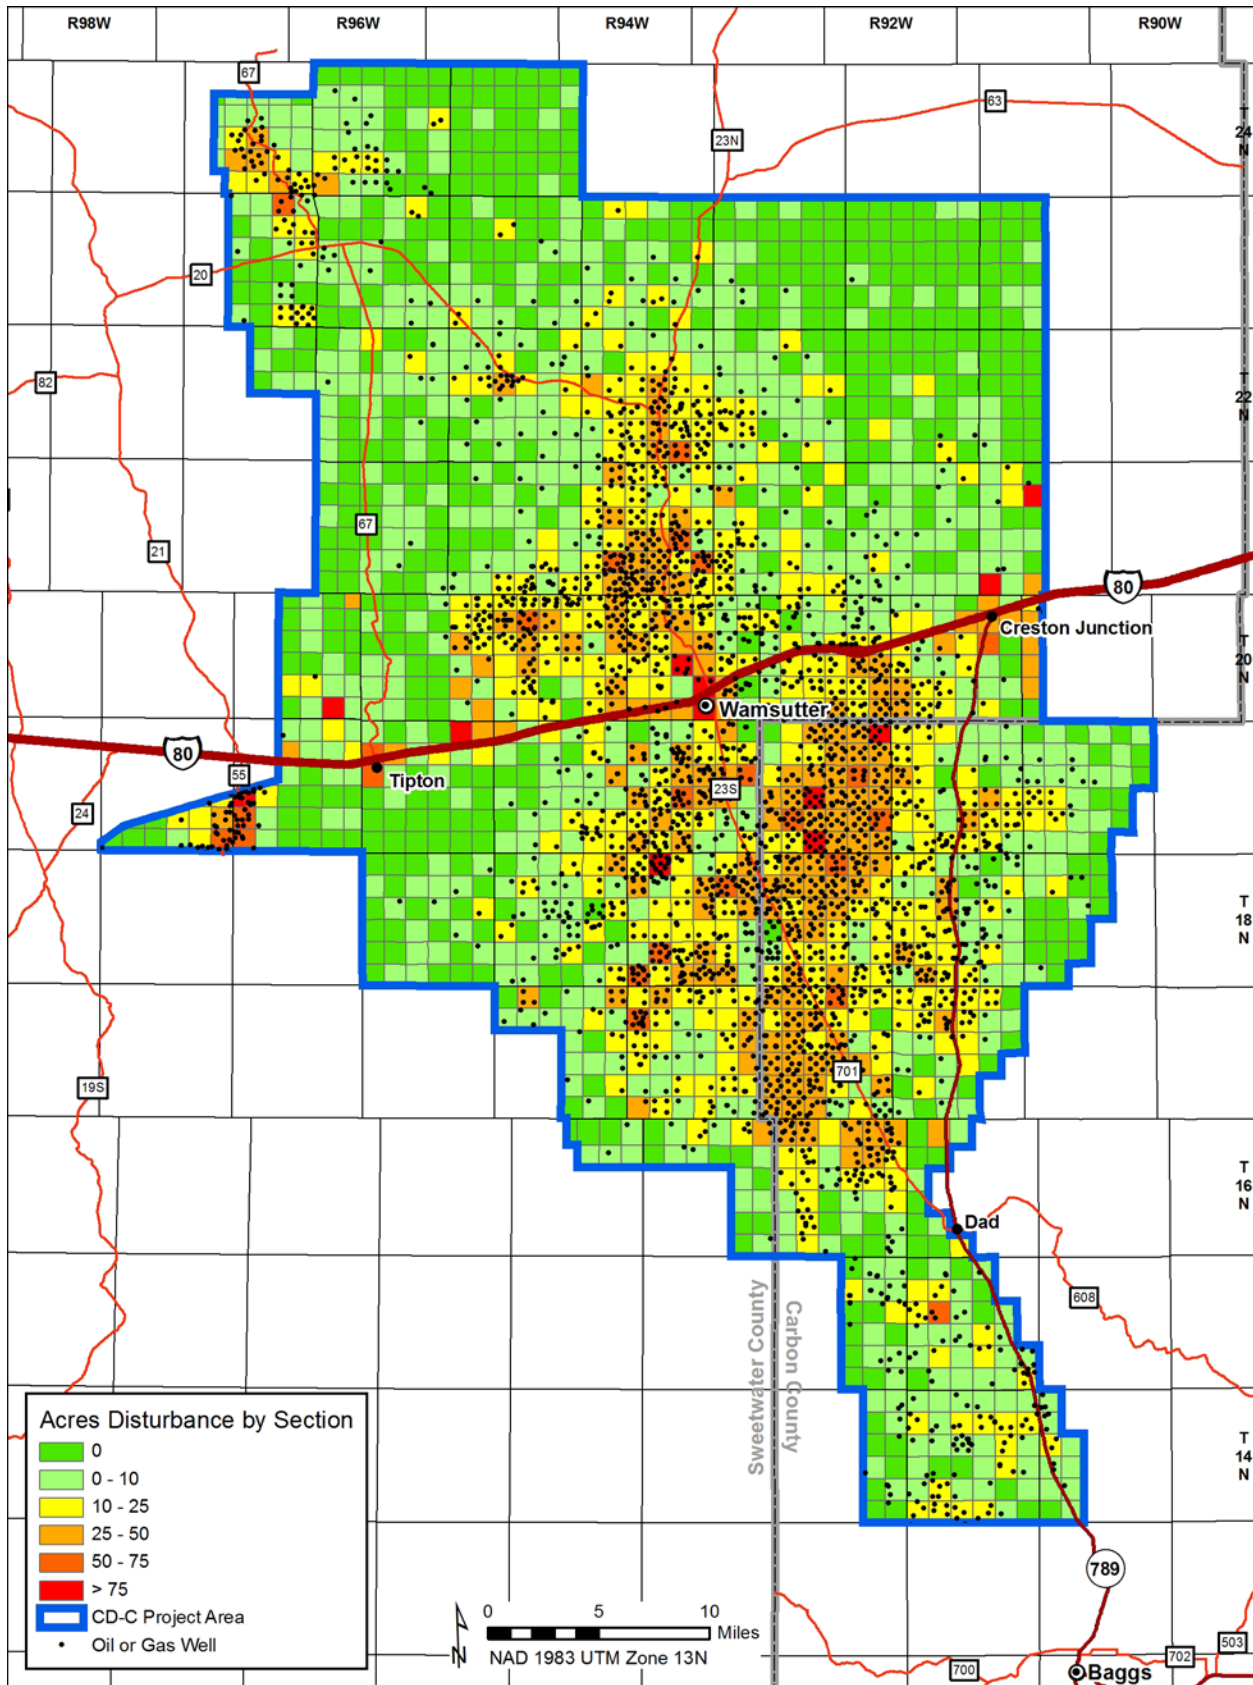 R98W
R96W
R94W
R92W
R90W
67
63
23N
T
24
N
20
82
T
22
N
67
21
80
Creston Junction
T
20
N
Wamsutter
80
55
Tipton
23S
24
T
18
N
701
19S
T
16
N
Dad
608
Sweetwater County
Carbon County
Acres Disturbance by Section
0
0 - 10
10 - 25
25 - 50
50 - 75
> 75
CD-C Project Area
Oil or Gas Well
T
14
N
789
0 5 10
Miles
N
NAD 1983 UTM Zone 13N
503
702
700
Baggs